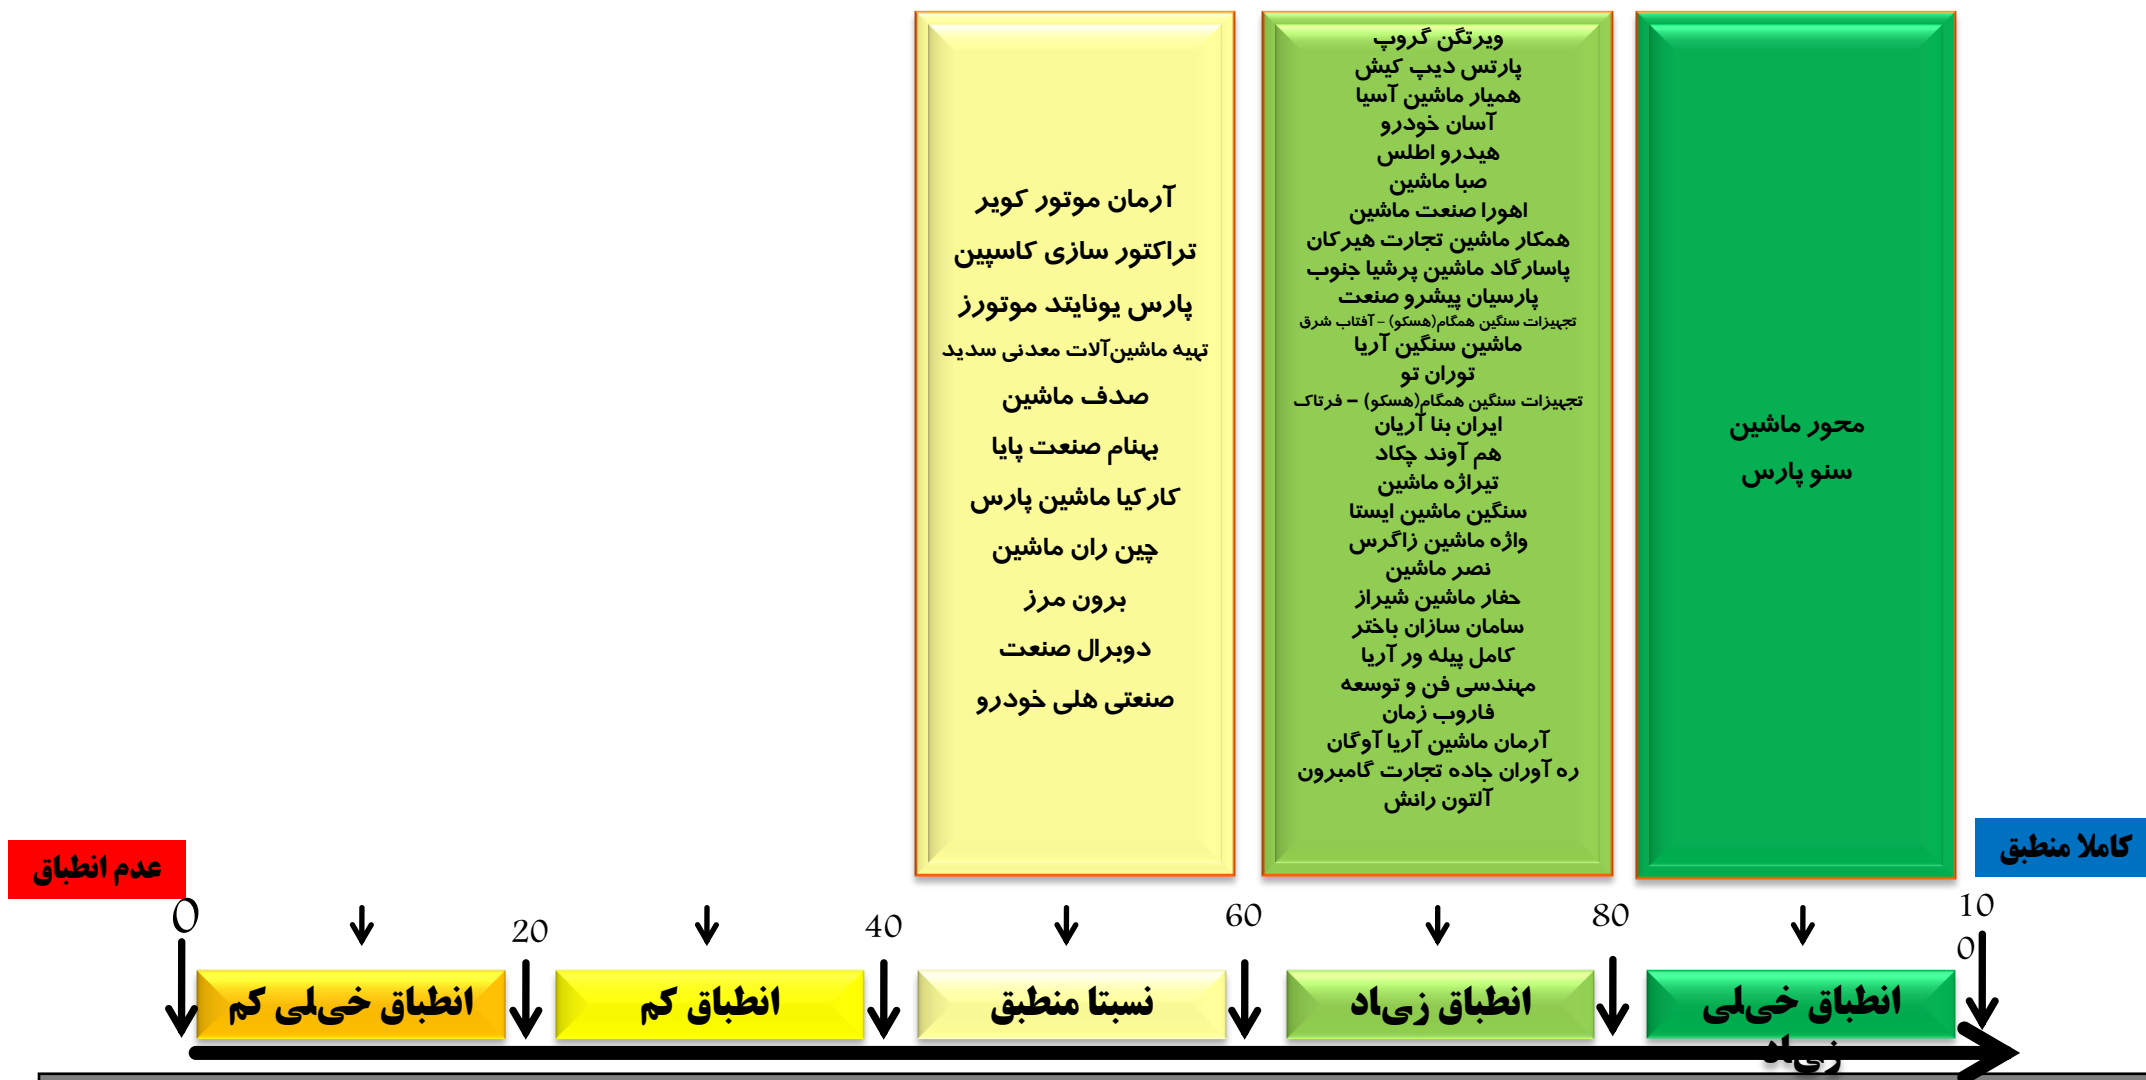 محور ماشین
سنو پارس
ویرتگن گروپ
پارتس دیپ کیش
همیار ماشین آسیا
آسان خودرو
هیدرو اطلس
صبا ماشین
اهورا صنعت ماشین
همکار ماشین تجارت هیرکان
پاسارگاد ماشین پرشیا جنوب
پارسیان پیشرو صنعت
تجهیزات سنگین همگام(هسکو) – آفتاب شرق
ماشین سنگین آریا
توران تو
تجهیزات سنگین همگام(هسکو) – فرتاک
ایران بنا آریان
هم آوند چکاد
تیراژه ماشین
سنگین ماشین ایستا
واژه ماشین زاگرس
نصر ماشین
حفار ماشین شیراز
سامان سازان باختر
کامل پیله ور آریا
مهندسی فن و توسعه
فاروب زمان
آرمان ماشین آریا آوگان
ره آوران جاده تجارت گامبرون
آلتون رانش
آرمان موتور کویر
تراکتور سازی کاسپین
پارس یونایتد موتورز
تهیه ماشین‌آلات معدنی سدید
صدف ماشین
بهنام صنعت پایا
کارکیا ماشین پارس
چین ران ماشین
برون مرز
دوبرال صنعت
صنعتی هلی خودرو
کاملا منطبق
عدم انطباق
0
20
40
60
80
10
0
انطباق خیلی
زیاد
انطباق زیاد
نسبتا منطبق
انطباق کم
انطباق خیلی کم